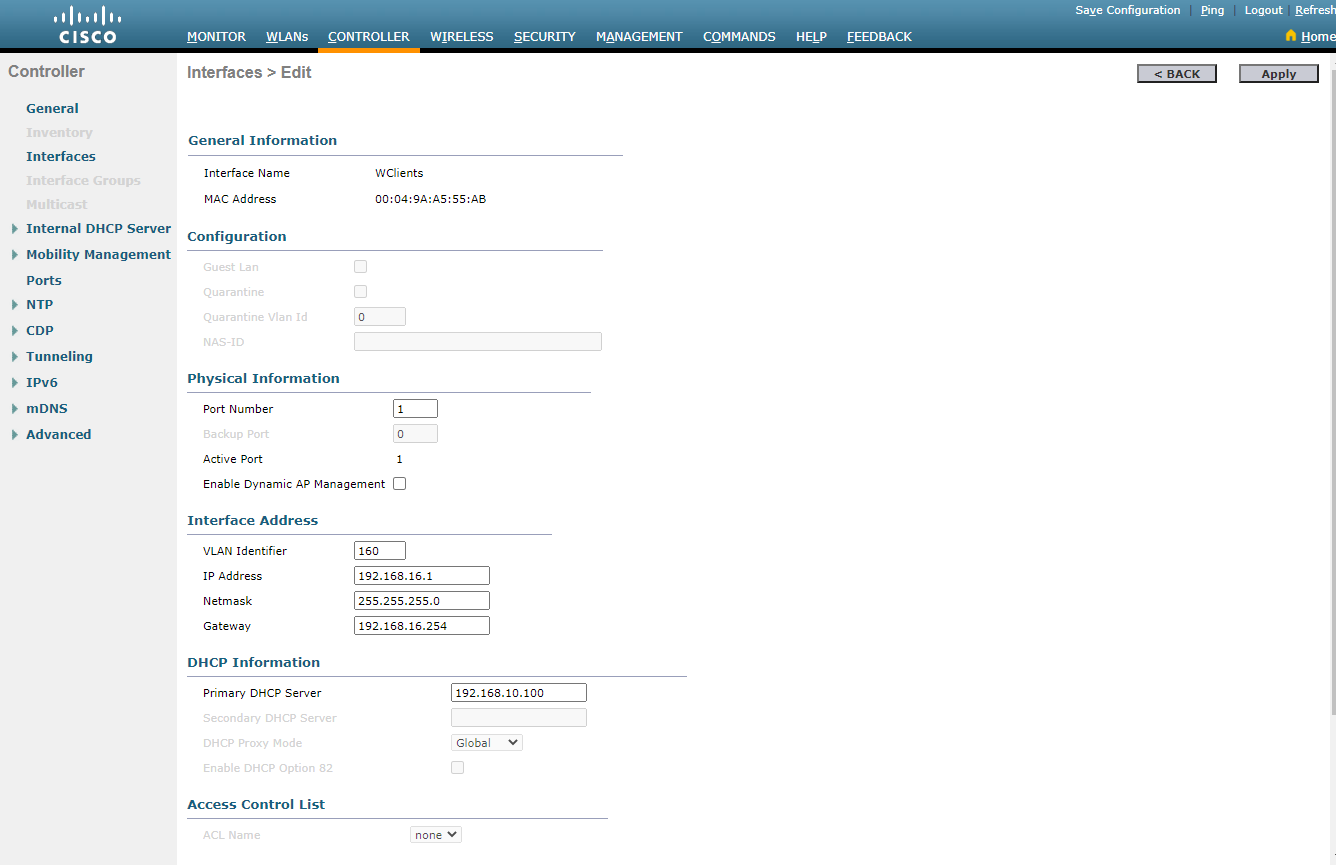 Save Configuration | Ping | Logout | Refresh
CISCO
MONITOR WLANs CONTROLLER WIRELESS SECURITY MANAGEMENT COMMANDS HELP FEEDBACK
Home
Controller
General
Inventory
Interfaces
Interface Groups
Multicast
Internal DHCP Server
Mobility Management
Ports
NTP
CDP
Tunneling
IPv6
mDNS
Advanced
Interfaces > Edit
< BACK
Apply
General Information
Interface Name WClients
MAC Address 00:04:9A:A5:55:AB
Configuration
Guest Lan
Quarantine
Quarantine Vlan Id 0
NAS-ID
Physical Information
Port Number 1
Backup Port 0
Active Port 1
Enable Dynamic AP Management
Interface Address
VLAN Identifier 160
IP Address 192.168.16.1
Netmask 255.255.255.0
Gateway 192.168.16.254
DHCP Information
Primary DHCP Server 192.168.10.100
Secondary DHCP Server
DHCP Proxy Mode Global
Enable DHCP Option 82
Access Control List
ACL Name none